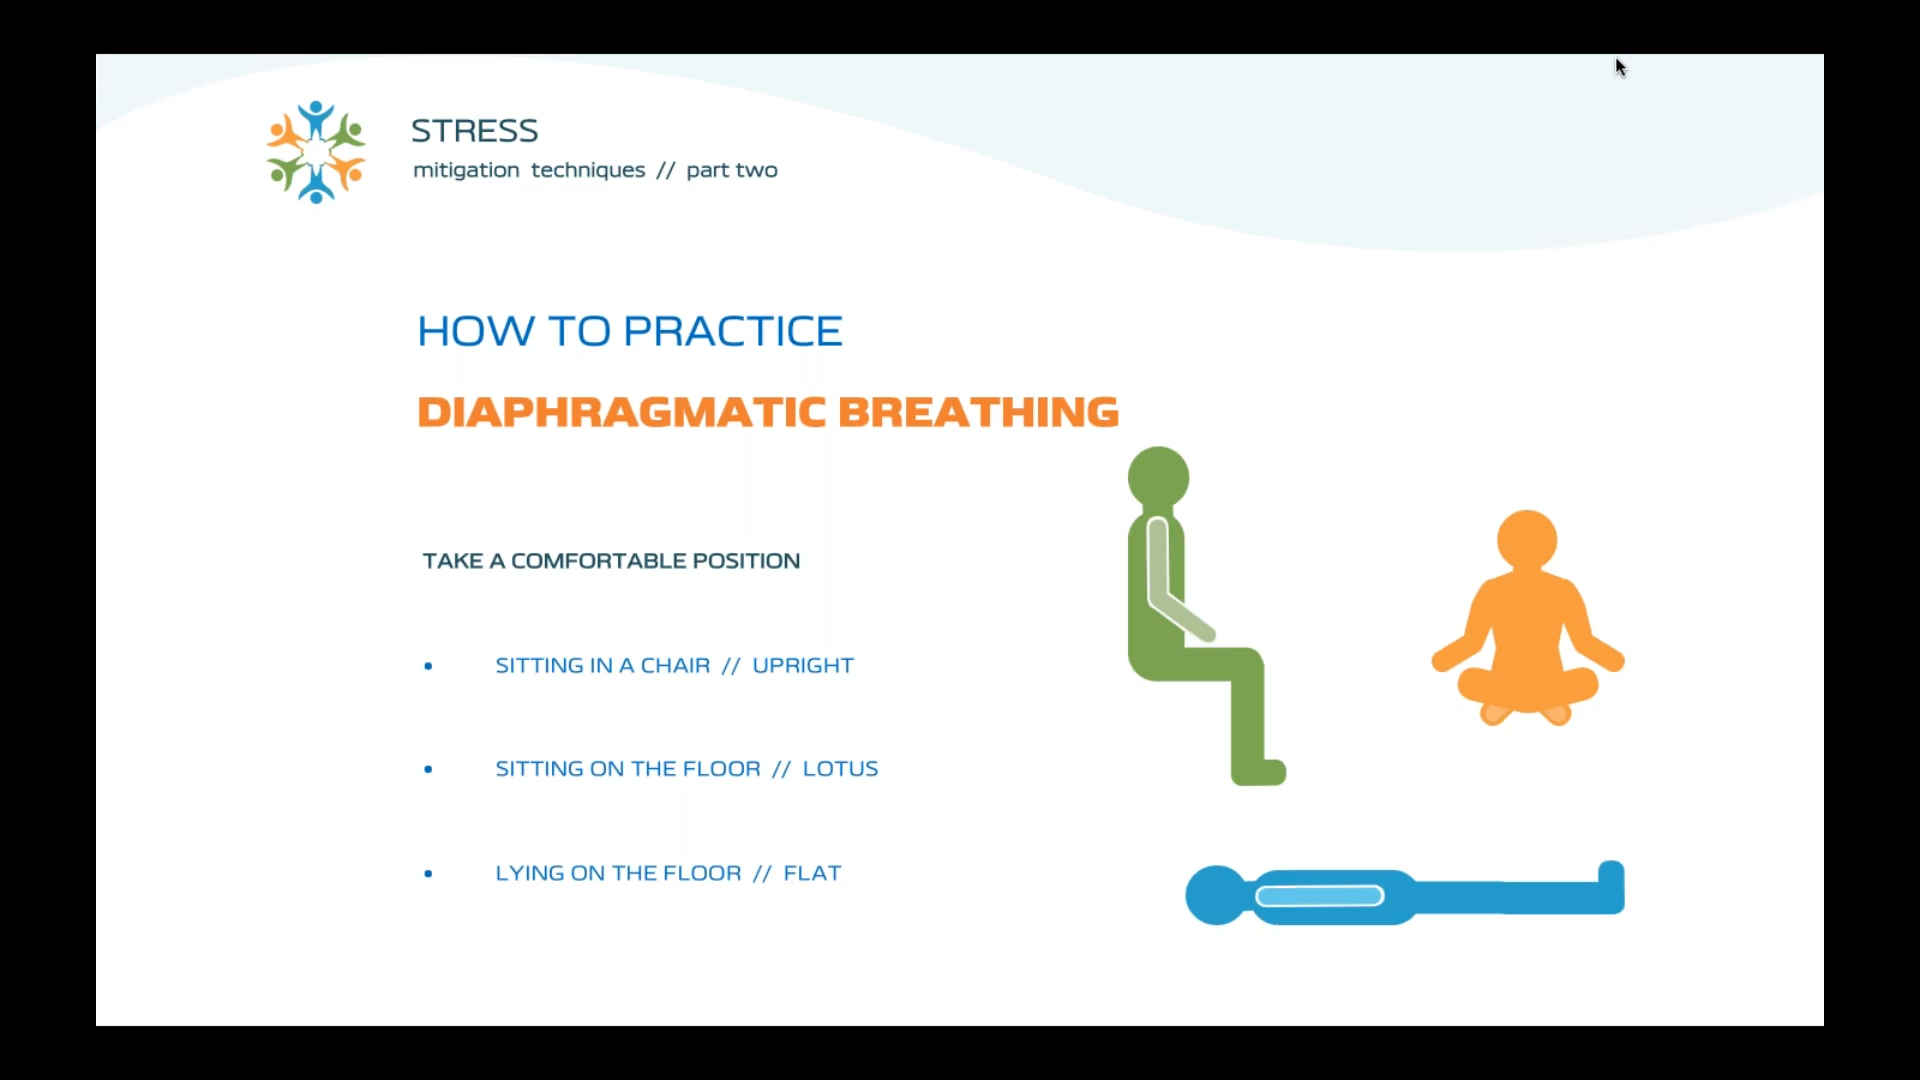 STRESS
mitigation techniques // part two
HOW TO PRACTICE
DIAPHRAGMATIC BREATHING
TAKE A COMFORTABLE POSITION
• SITTING IN A CHAIR // UPRIGHT
• SITTING ON THE FLOOR // LOTUS
• LYING ON THE FLOOR // FLAT